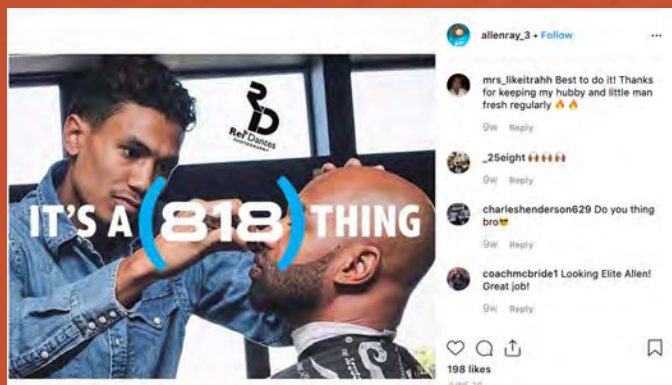 allenray_3 • Follow
RD
Rei Dantes
PHOTOGRAPHY
IT'S A (818) THING
mrs_likeitrahh Best to do it! Thanks
for keeping my hubby and little man
fresh regularly 🔥 🔥
9w Reply
_25eight 🙌🏽🙌🏽🙌🏽
9w Reply
charleshenderson629 Do you thing
bro😎
9w Reply
coachmcbride1 Looking Elite Allen!
Great job!
9w Reply
198 likes